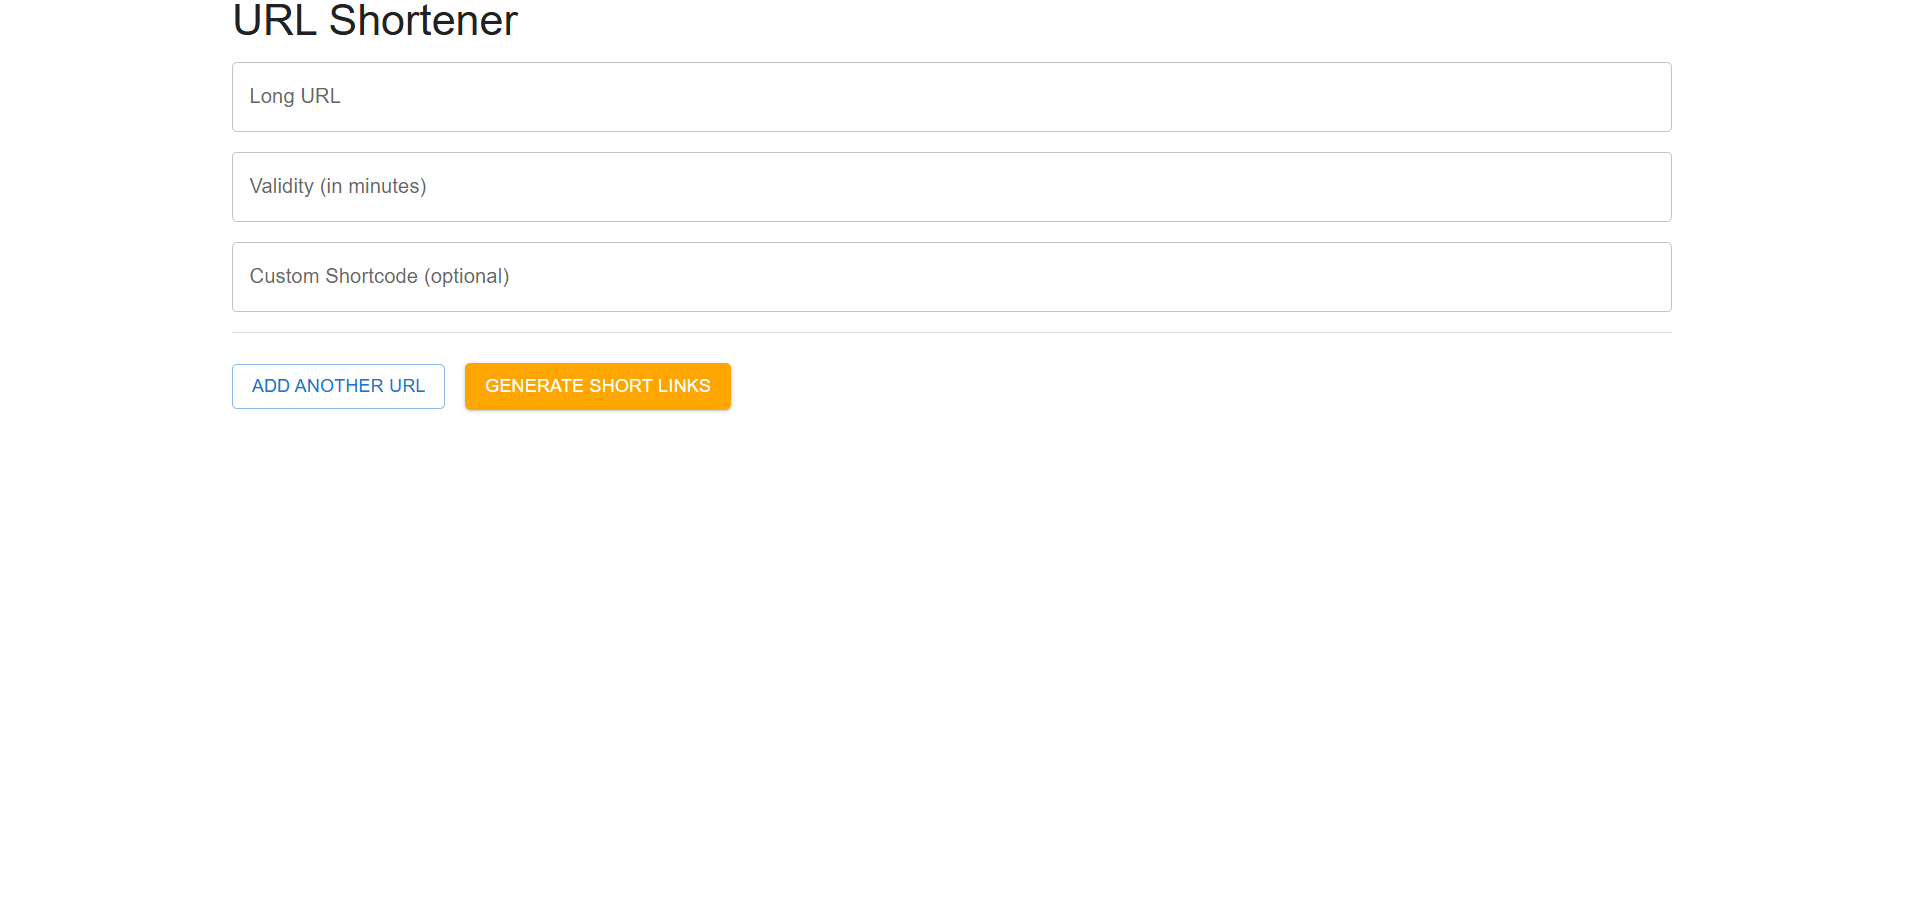 URL Shortener
Long URL
Validity (in minutes)
Custom Shortcode (optional)
ADD ANOTHER URL
GENERATE SHORT LINKS